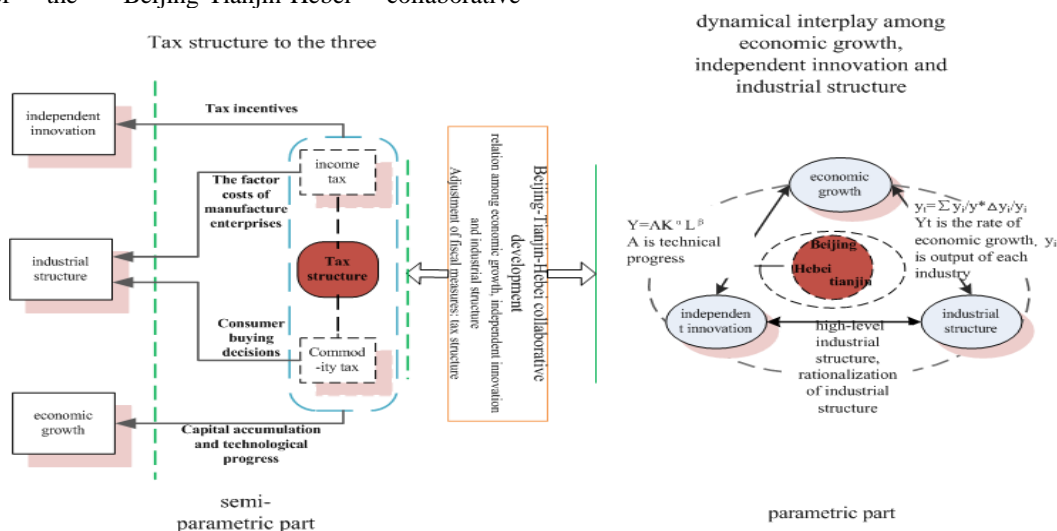 the Beijing-Tianjin-Hebei collaborative
Tax structure to the three
independent
innovation
Tax incentives
income
tax
The factor
costs of
manufacture
enterprises
industrial
structure
Tax
structure
Consumer
buying
decisions
Commod
-ity tax
economic
growth
Capital accumulation
and technological
progress
semi-
parametric part
Beijing-Tianjin-Hebei collaborative
development
relation among economic growth, independent innovation
and industrial structure
Adjustment of fiscal measures: tax structure
dynamical interplay among
economic growth,
independent innovation and
industrial structure
economic
growth
Y=AK^α L^β
A is technical
progress
yᵢ=Σyᵢ/y*Δyᵢ/yᵢ
Yt is the rate of
economic growth, yᵢ
is output of each
industry
Beijing
Hebei
tianjin
independen
t innovation
industrial
structure
high-level
industrial
structure,
rationalization
of industrial
structure
parametric part